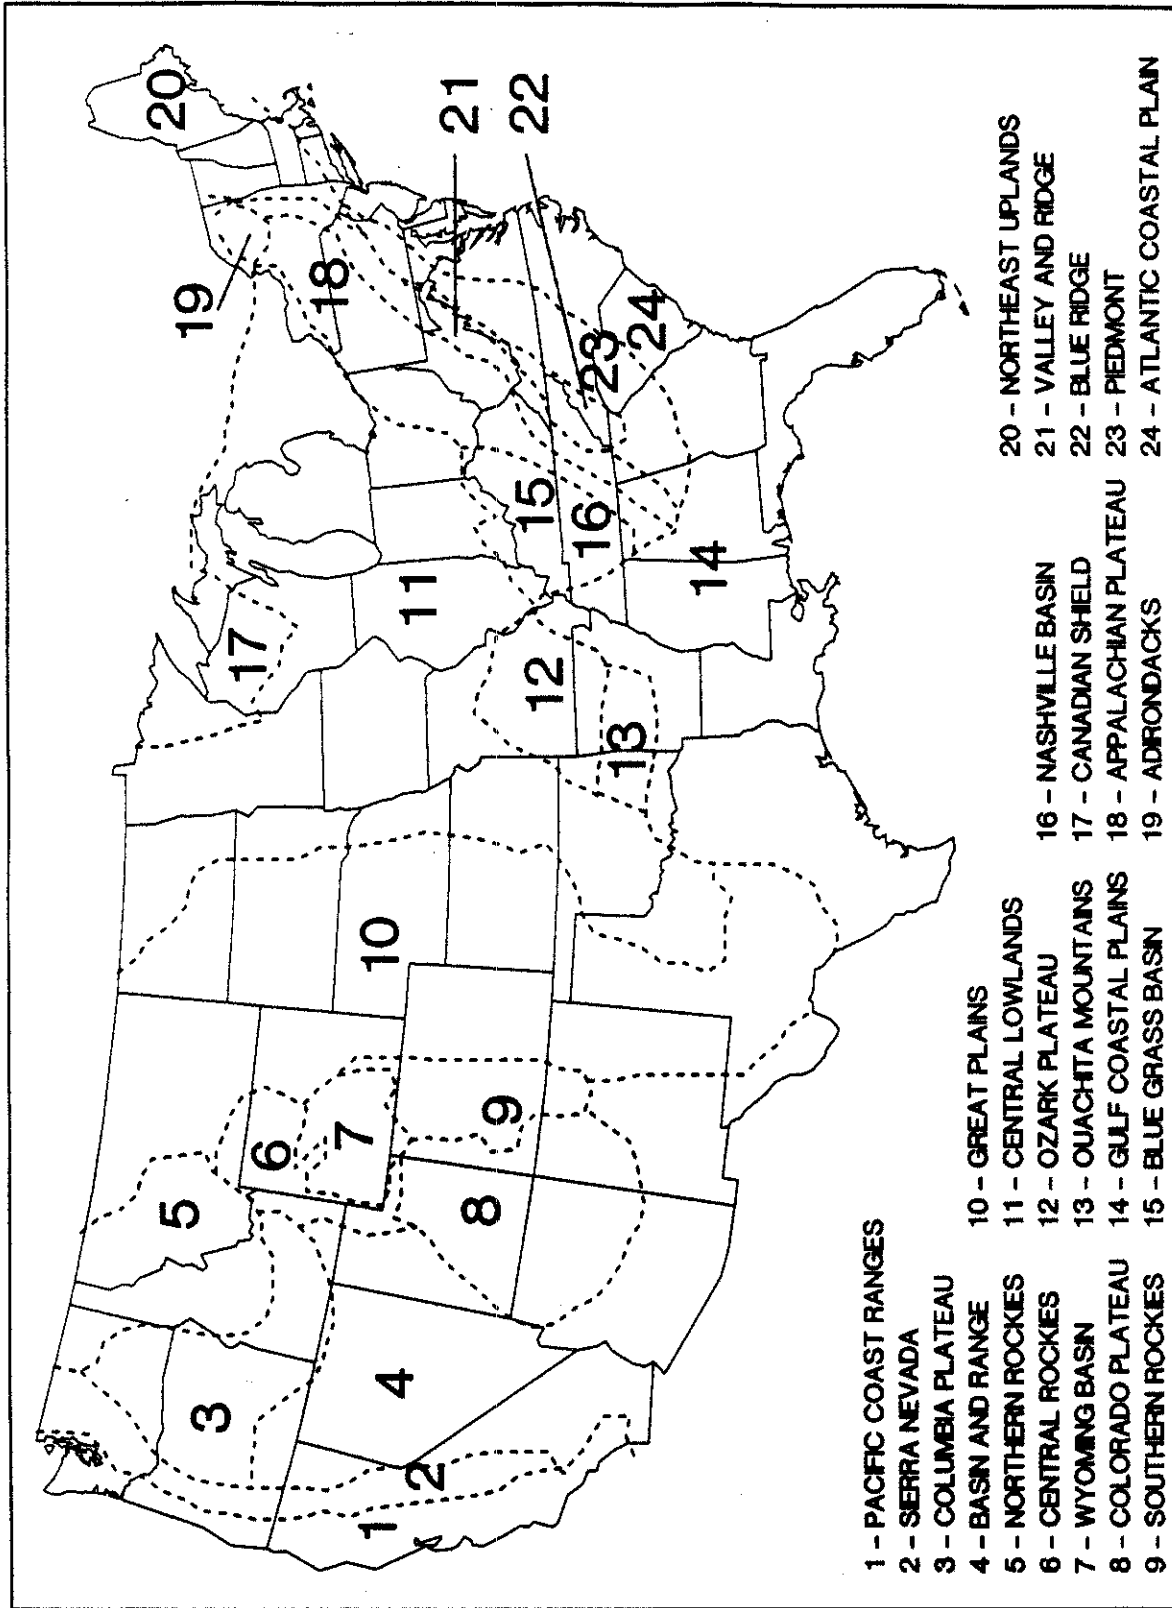 20
19
18
21
22
17
5
3
6
10
11
7
15
23
24
12
16
4
9
2
8
13
14
1
1 – PACIFIC COAST RANGES
2 – SERRA NEVADA
3 – COLUMBIA PLATEAU
4 – BASIN AND RANGE
5 – NORTHERN ROCKIES
6 – CENTRAL ROCKIES
7 – WYOMING BASIN
8 – COLORADO PLATEAU
9 – SOUTHERN ROCKIES
10 – GREAT PLAINS
11 – CENTRAL LOWLANDS
12 – OZARK PLATEAU
13 – OUACHITA MOUNTAINS
14 – GULF COASTAL PLAINS
15 – BLUE GRASS BASIN
16 – NASHVILLE BASIN
17 – CANADIAN SHIELD
18 – APPALACHIAN PLATEAU
19 – ADIRONDACKS
20 – NORTHEAST UPLANDS
21 – VALLEY AND RIDGE
22 – BLUE RIDGE
23 – PIEDMONT
24 – ATLANTIC COASTAL PLAIN